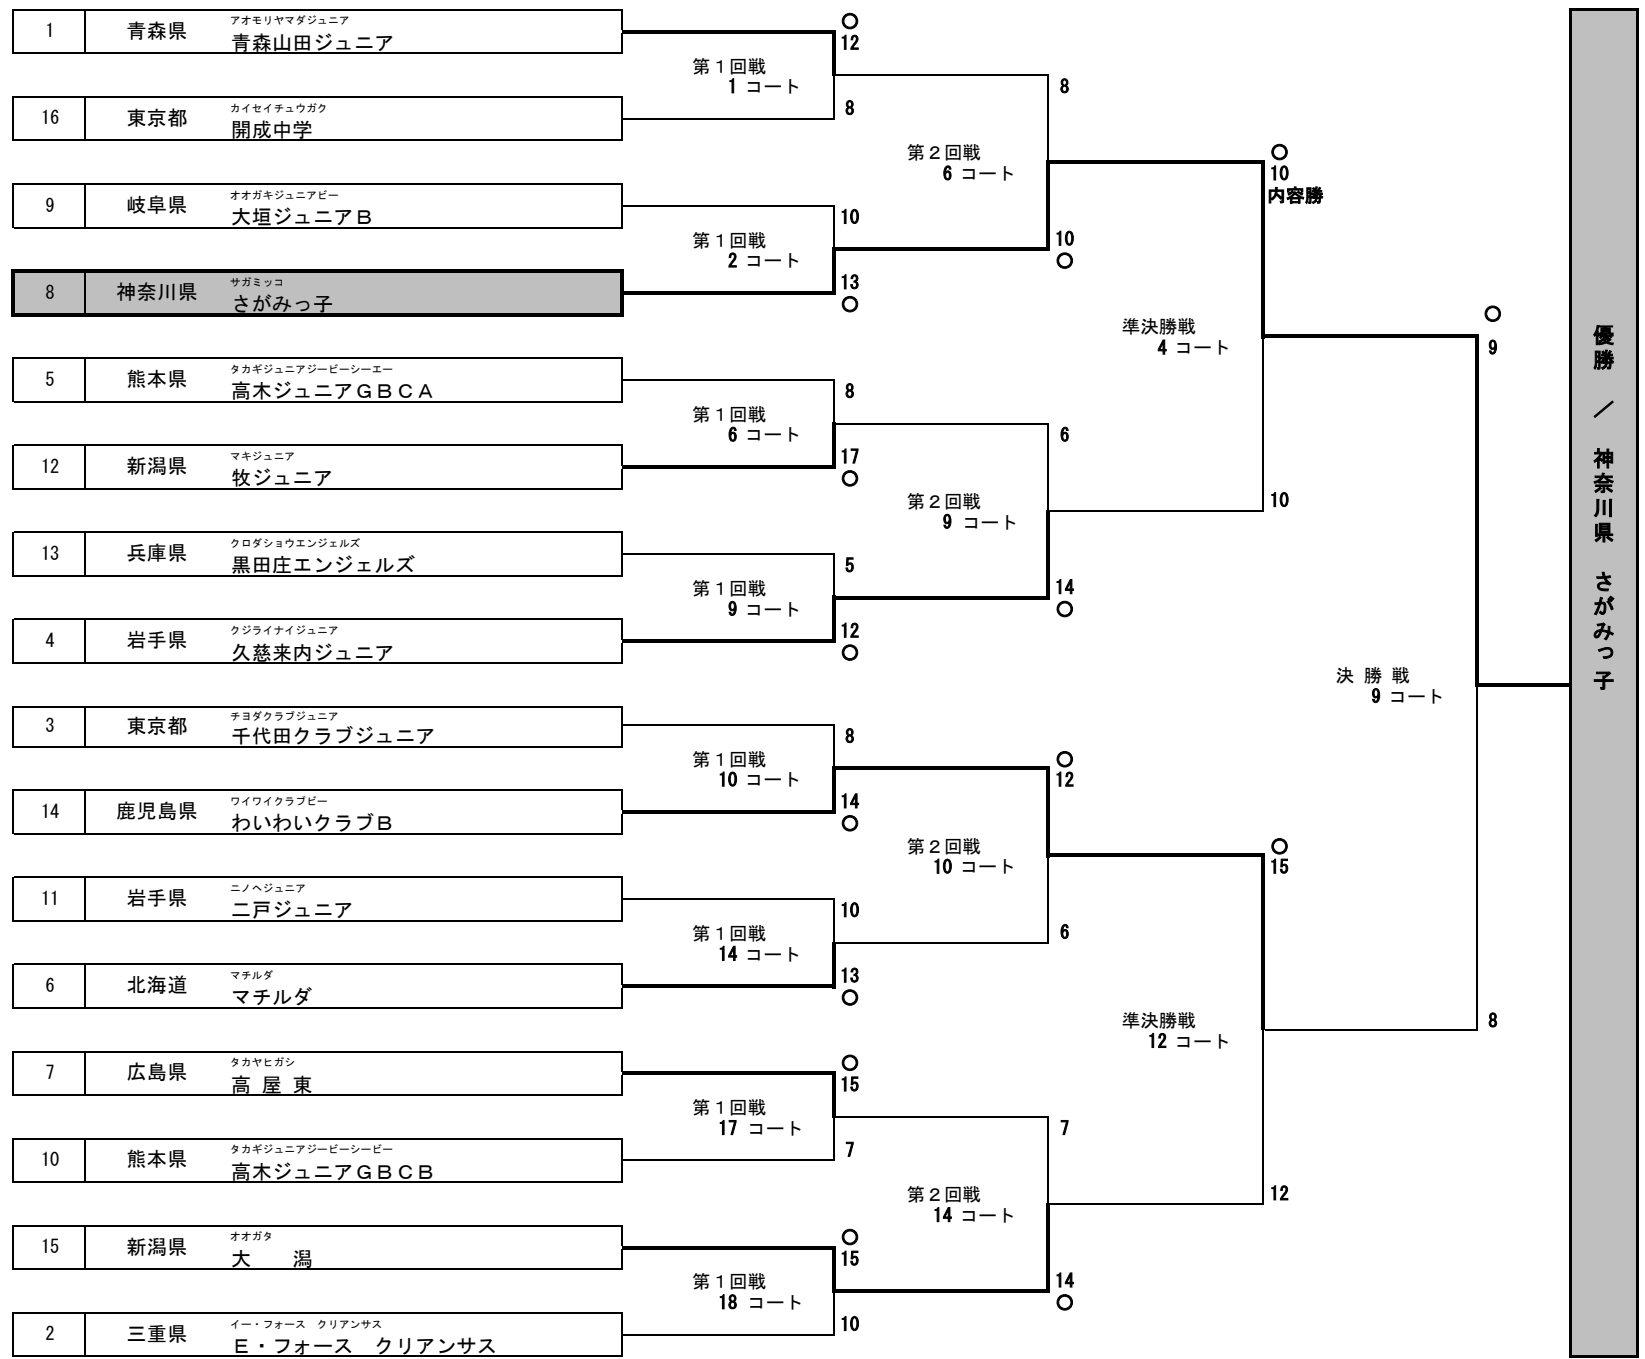 1 青森県 アオモリヤマダジュニア
青森山田ジュニア
○
12
第１回戦
1 コート
8
16 東京都 カイセイチュウガク
開成中学
8
第２回戦
6 コート
9 岐阜県 オオガキジュニアビー
大垣ジュニアＢ
10
第１回戦
2 コート
13
○
10
○
8 神奈川県 サガミッコ
さがみっ子
○
10
内容勝
準決勝戦
4 コート
5 熊本県 タカギジュニアジービーシーエー
高木ジュニアＧＢＣＡ
8
第１回戦
6 コート
17
○
12 新潟県 マキジュニア
牧ジュニア
6
第２回戦
9 コート
10
13 兵庫県 クロダショウエンジェルズ
黒田庄エンジェルズ
5
第１回戦
9 コート
12
○
14
○
4 岩手県 クジライナイジュニア
久慈来内ジュニア
○
9
決 勝 戦
9 コート
8
3 東京都 チヨダクラブジュニア
千代田クラブジュニア
8
第１回戦
10 コート
14
○
14 鹿児島県 ワイワイクラブビー
わいわいクラブＢ
○
12
第２回戦
10 コート
6
11 岩手県 ニノヘジュニア
二戸ジュニア
10
第１回戦
14 コート
13
○
6 北海道 マチルダ
マチルダ
○
15
準決勝戦
12 コート
12
7 広島県 タカヤヒガシ
高 屋 東
○
15
第１回戦
17 コート
7
10 熊本県 タカギジュニアジービーシービー
高木ジュニアＧＢＣＢ
7
第２回戦
14 コート
14
○
15 新潟県 オオガタ
大　　潟
○
15
第１回戦
18 コート
10
2 三重県 イー・フォース　クリアンサス
Ｅ・フォース　クリアンサス
優勝　／　神奈川県　さがみっ子